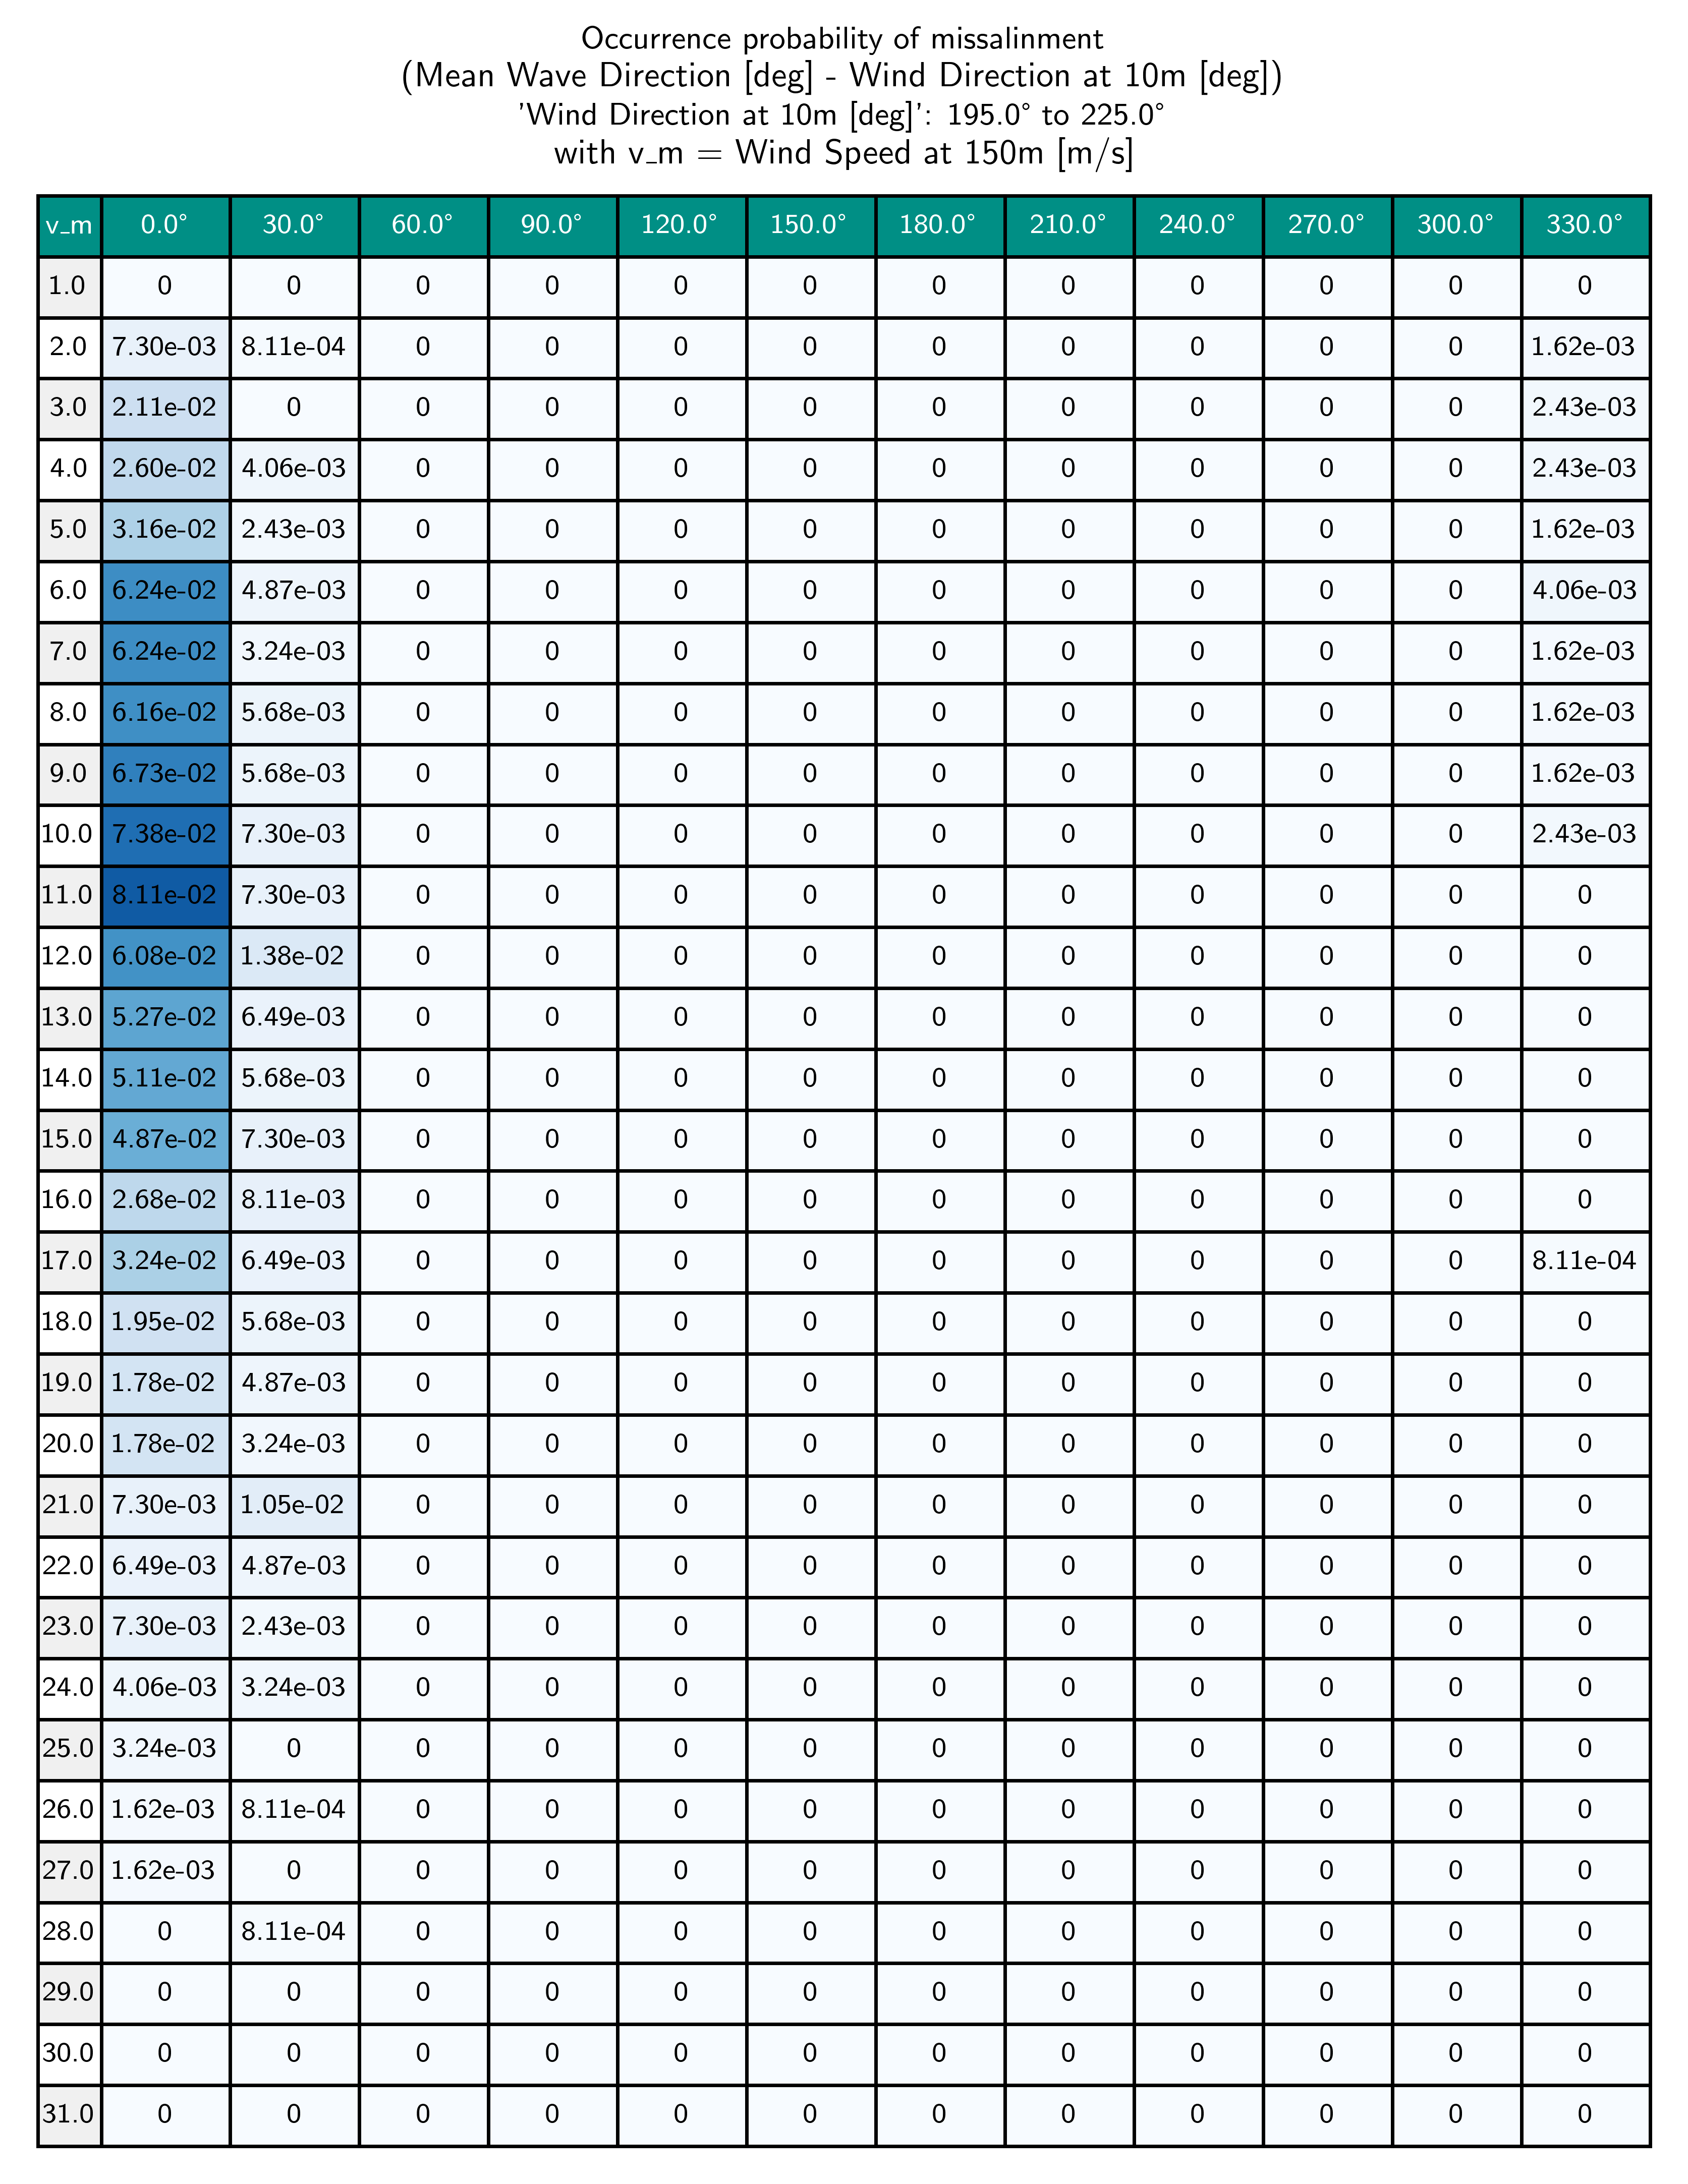 Occurrence probability of missalinment
(Mean Wave Direction [deg] - Wind Direction at 10m [deg])
'Wind Direction at 10m [deg]': 195.0° to 225.0°
with v_m = Wind Speed at 150m [m/s]
v_m 0.0° 30.0° 60.0° 90.0° 120.0° 150.0° 180.0° 210.0° 240.0° 270.0° 300.0° 330.0°
1.0 0 0 0 0 0 0 0 0 0 0 0 0
2.0 7.30e-03 8.11e-04 0 0 0 0 0 0 0 0 0 1.62e-03
3.0 2.11e-02 0 0 0 0 0 0 0 0 0 0 2.43e-03
4.0 2.60e-02 4.06e-03 0 0 0 0 0 0 0 0 0 2.43e-03
5.0 3.16e-02 2.43e-03 0 0 0 0 0 0 0 0 0 1.62e-03
6.0 6.24e-02 4.87e-03 0 0 0 0 0 0 0 0 0 4.06e-03
7.0 6.24e-02 3.24e-03 0 0 0 0 0 0 0 0 0 1.62e-03
8.0 6.16e-02 5.68e-03 0 0 0 0 0 0 0 0 0 1.62e-03
9.0 6.73e-02 5.68e-03 0 0 0 0 0 0 0 0 0 1.62e-03
10.0 7.38e-02 7.30e-03 0 0 0 0 0 0 0 0 0 2.43e-03
11.0 8.11e-02 7.30e-03 0 0 0 0 0 0 0 0 0 0
12.0 6.08e-02 1.38e-02 0 0 0 0 0 0 0 0 0 0
13.0 5.27e-02 6.49e-03 0 0 0 0 0 0 0 0 0 0
14.0 5.11e-02 5.68e-03 0 0 0 0 0 0 0 0 0 0
15.0 4.87e-02 7.30e-03 0 0 0 0 0 0 0 0 0 0
16.0 2.68e-02 8.11e-03 0 0 0 0 0 0 0 0 0 0
17.0 3.24e-02 6.49e-03 0 0 0 0 0 0 0 0 0 8.11e-04
18.0 1.95e-02 5.68e-03 0 0 0 0 0 0 0 0 0 0
19.0 1.78e-02 4.87e-03 0 0 0 0 0 0 0 0 0 0
20.0 1.78e-02 3.24e-03 0 0 0 0 0 0 0 0 0 0
21.0 7.30e-03 1.05e-02 0 0 0 0 0 0 0 0 0 0
22.0 6.49e-03 4.87e-03 0 0 0 0 0 0 0 0 0 0
23.0 7.30e-03 2.43e-03 0 0 0 0 0 0 0 0 0 0
24.0 4.06e-03 3.24e-03 0 0 0 0 0 0 0 0 0 0
25.0 3.24e-03 0 0 0 0 0 0 0 0 0 0 0
26.0 1.62e-03 8.11e-04 0 0 0 0 0 0 0 0 0 0
27.0 1.62e-03 0 0 0 0 0 0 0 0 0 0 0
28.0 0 8.11e-04 0 0 0 0 0 0 0 0 0 0
29.0 0 0 0 0 0 0 0 0 0 0 0 0
30.0 0 0 0 0 0 0 0 0 0 0 0 0
31.0 0 0 0 0 0 0 0 0 0 0 0 0